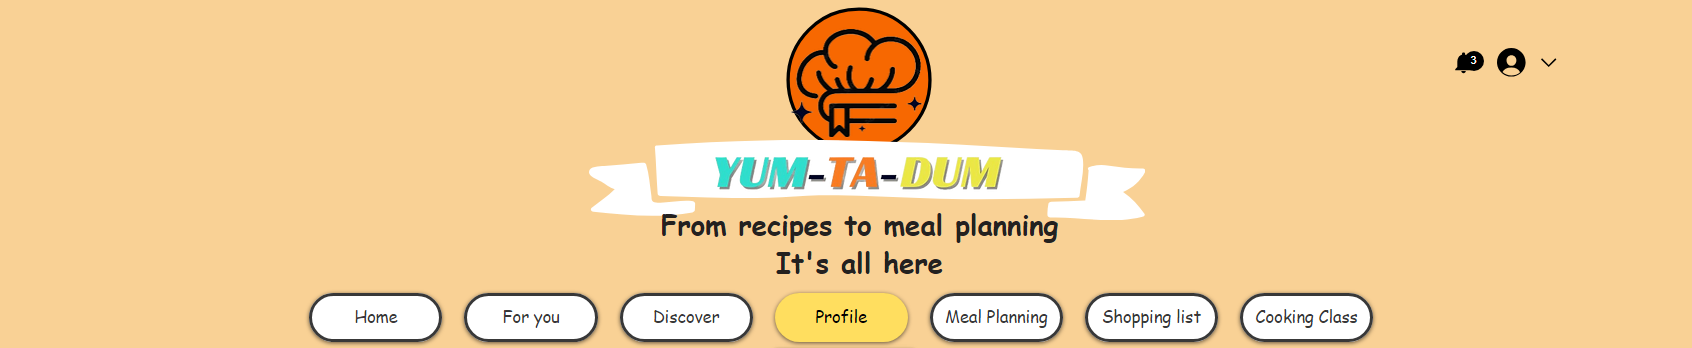 3
YUM-TA-DUM
From recipes to meal planning
It's all here
Home For you Discover Profile Meal Planning Shopping list Cooking Class